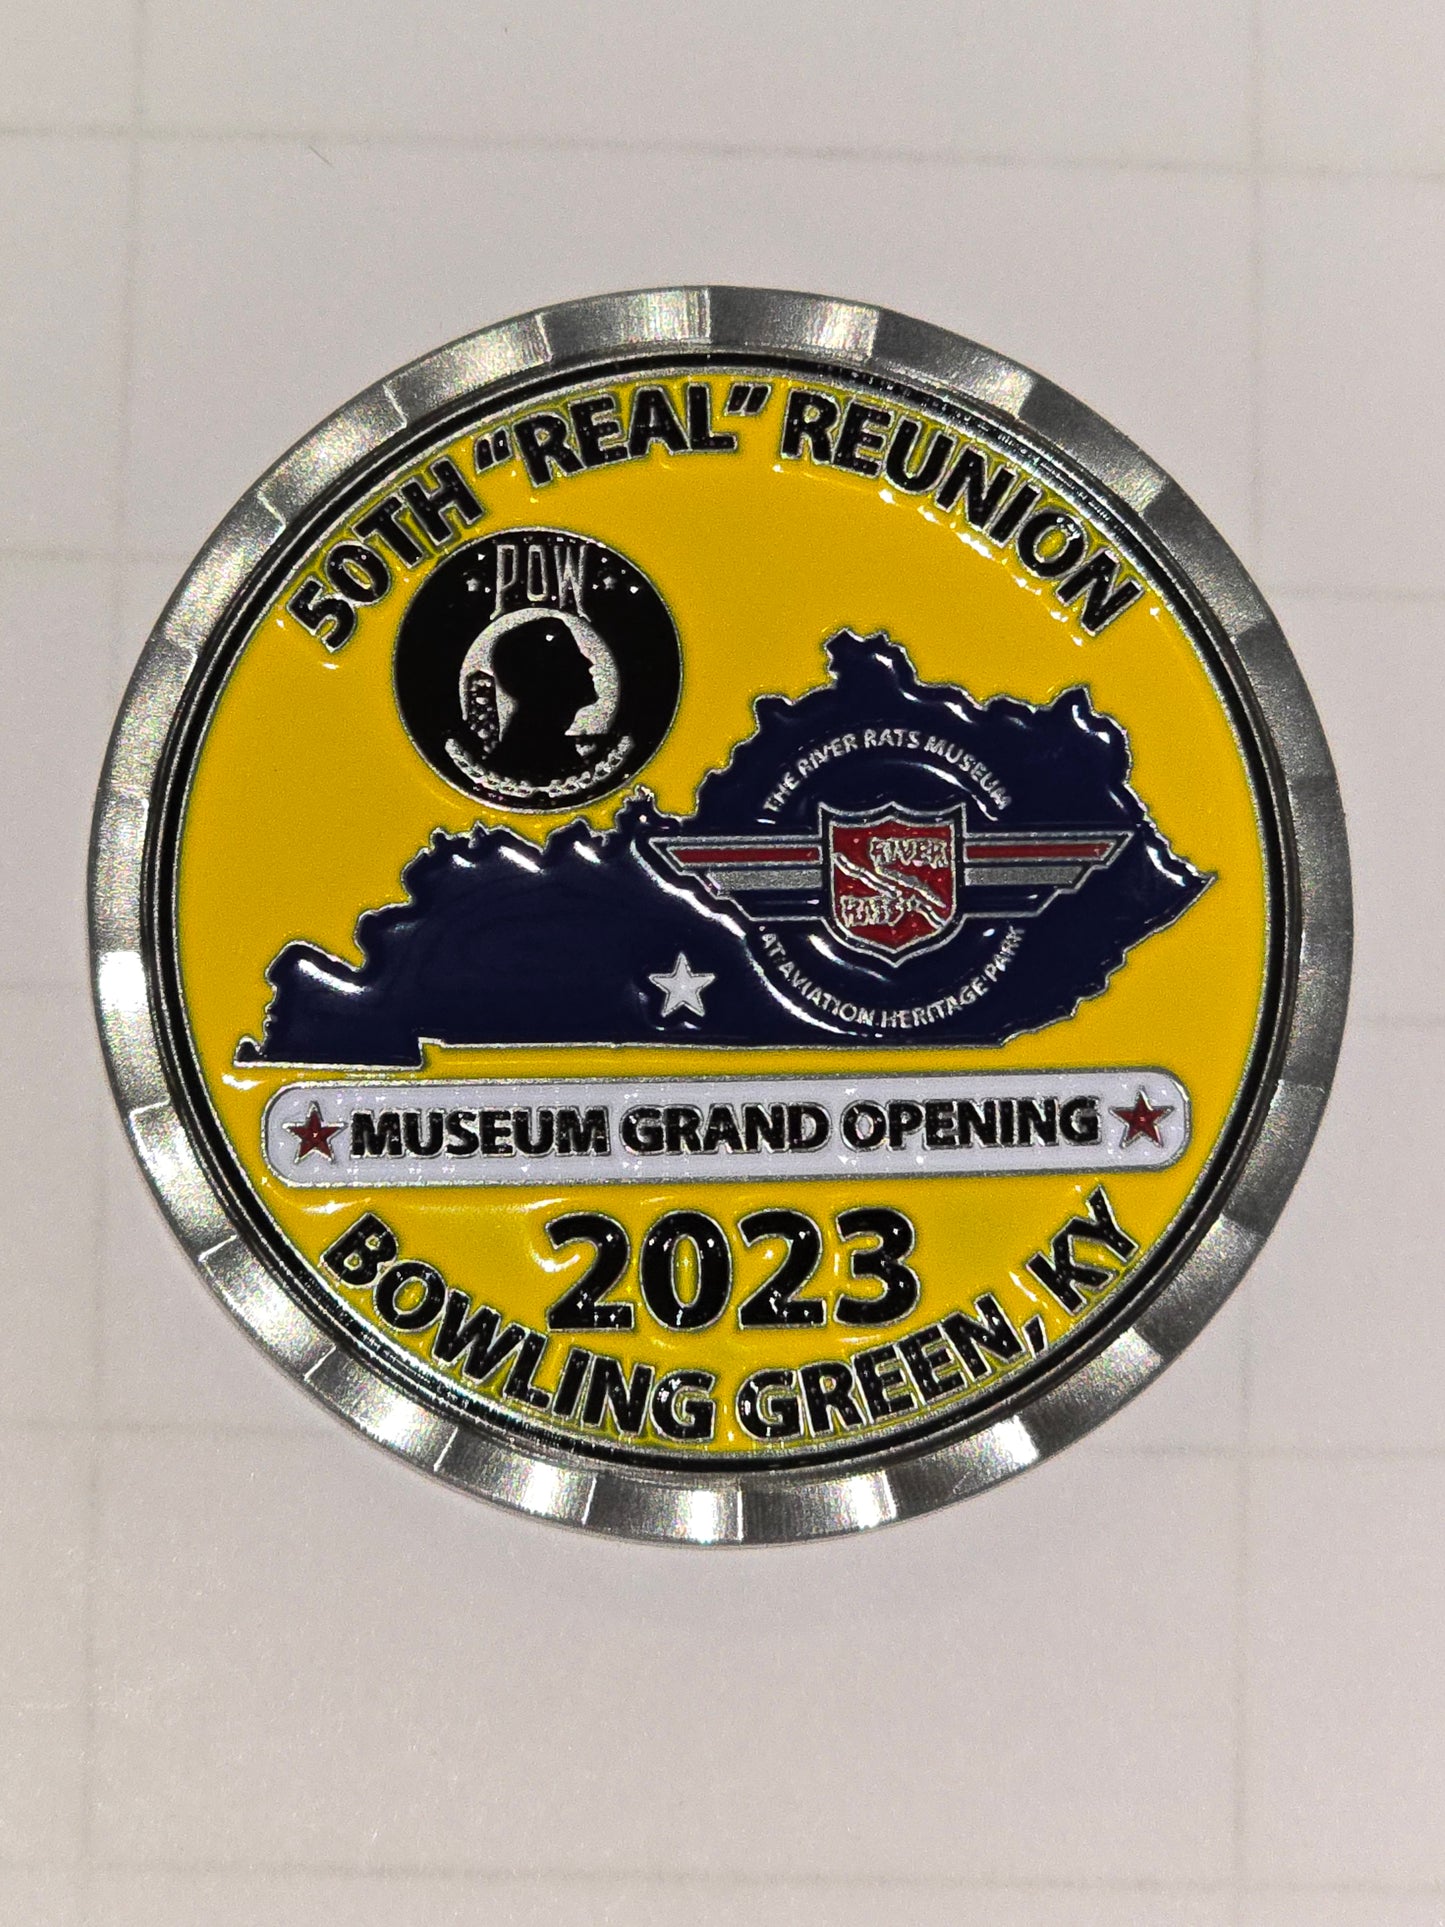 50TH "REAL" REUNION
POW
THE RIVER RATS MUSEUM
RIVER
RATS
AT AVIATION HERITAGE PARK
MUSEUM GRAND OPENING
2023
BOWLING GREEN, KY